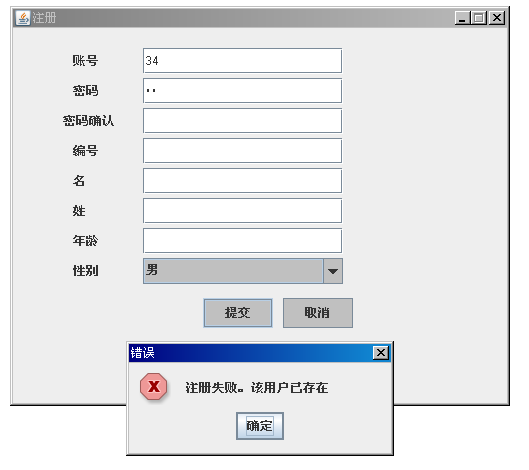 注册
账号
34
密码
••
密码确认
编号
名
姓
年龄
性别
男
提交
取消
错误
注册失败。该用户已存在
确定